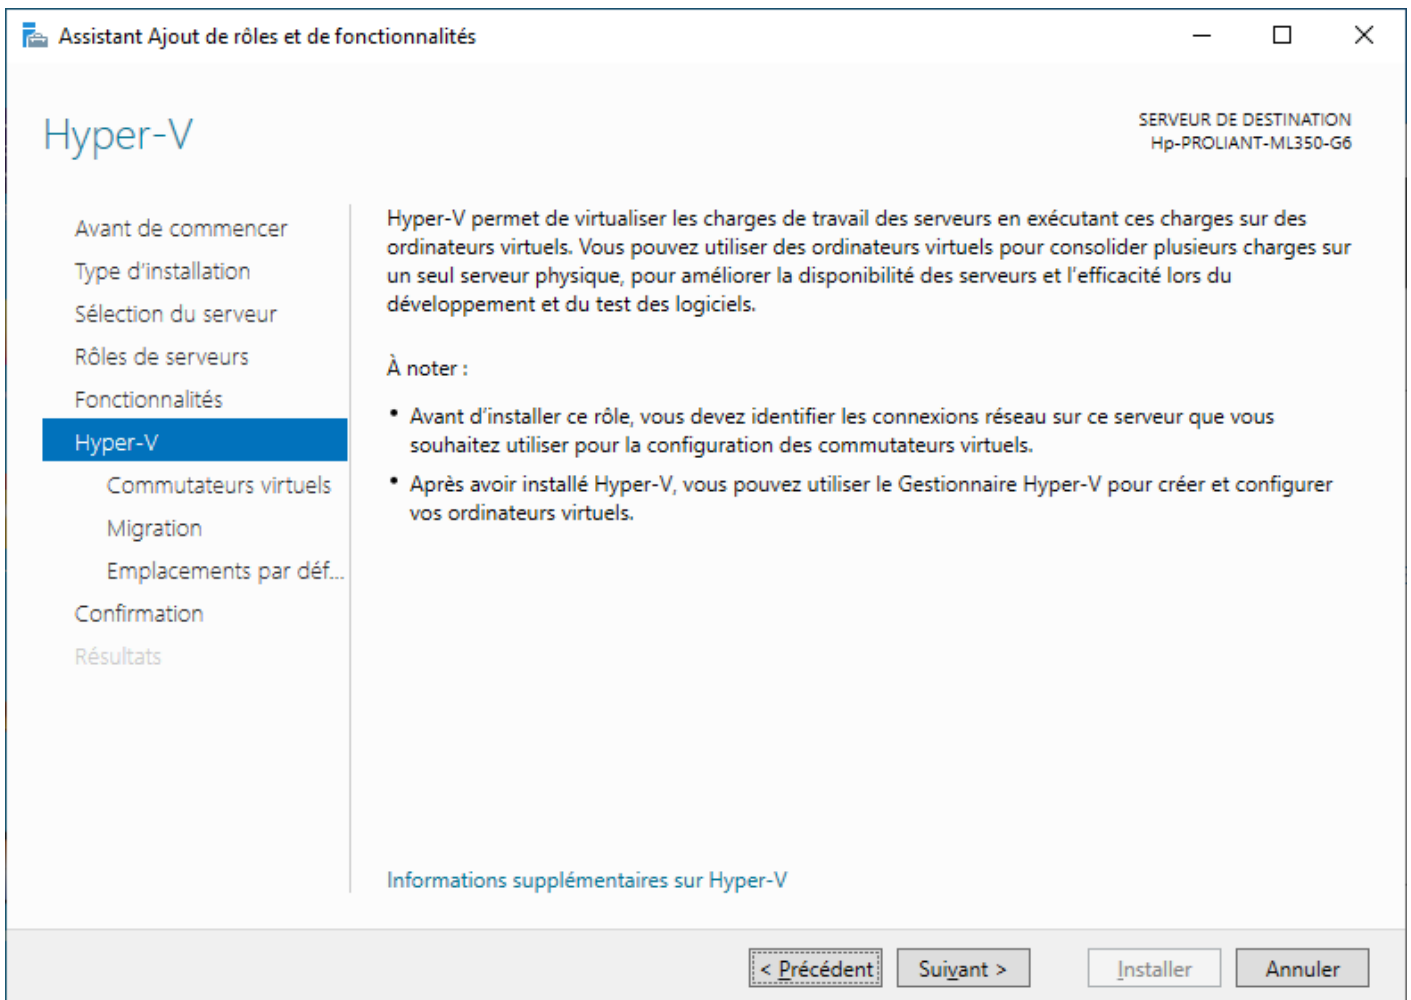 Assistant Ajout de rôles et de fonctionnalités
Hyper-V
SERVEUR DE DESTINATION
Hp-PROLIANT-ML350-G6
Avant de commencer
Type d'installation
Sélection du serveur
Rôles de serveurs
Fonctionnalités
Hyper-V
Commutateurs virtuels
Migration
Emplacements par déf...
Confirmation
Résultats
Hyper-V permet de virtualiser les charges de travail des serveurs en exécutant ces charges sur des
ordinateurs virtuels. Vous pouvez utiliser des ordinateurs virtuels pour consolider plusieurs charges sur
un seul serveur physique, pour améliorer la disponibilité des serveurs et l'efficacité lors du
développement et du test des logiciels.
À noter :
• Avant d'installer ce rôle, vous devez identifier les connexions réseau sur ce serveur que vous
souhaitez utiliser pour la configuration des commutateurs virtuels.
• Après avoir installé Hyper-V, vous pouvez utiliser le Gestionnaire Hyper-V pour créer et configurer
vos ordinateurs virtuels.
Informations supplémentaires sur Hyper-V
< Précédent
Suivant >
Installer
Annuler